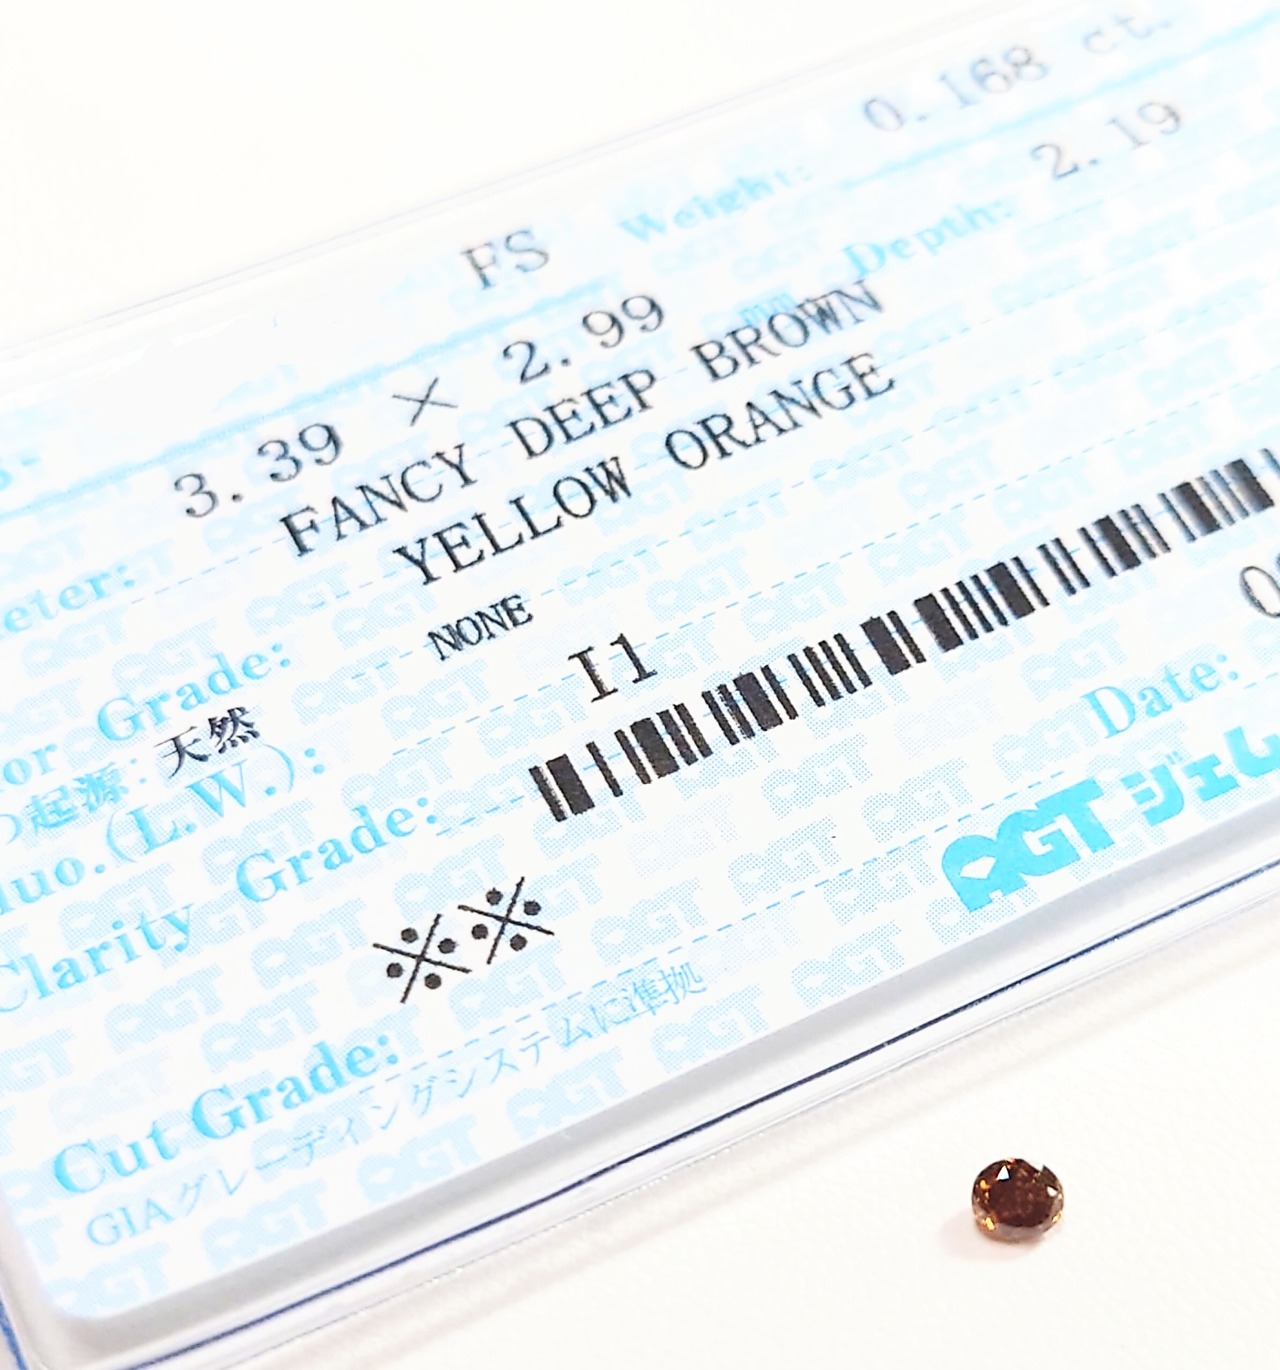 FS Weight: 0.168 ct.
3.39 × 2.99 mm Depth: 2.19
eter: FANCY DEEP BROWN
or Grade: YELLOW ORANGE
の起源: 天然
luo.(L.W.): NONE
Clarity Grade: I1
Cut Grade: ※※
GIAグレーディングシステムに準拠
Date:
AGT ジェム